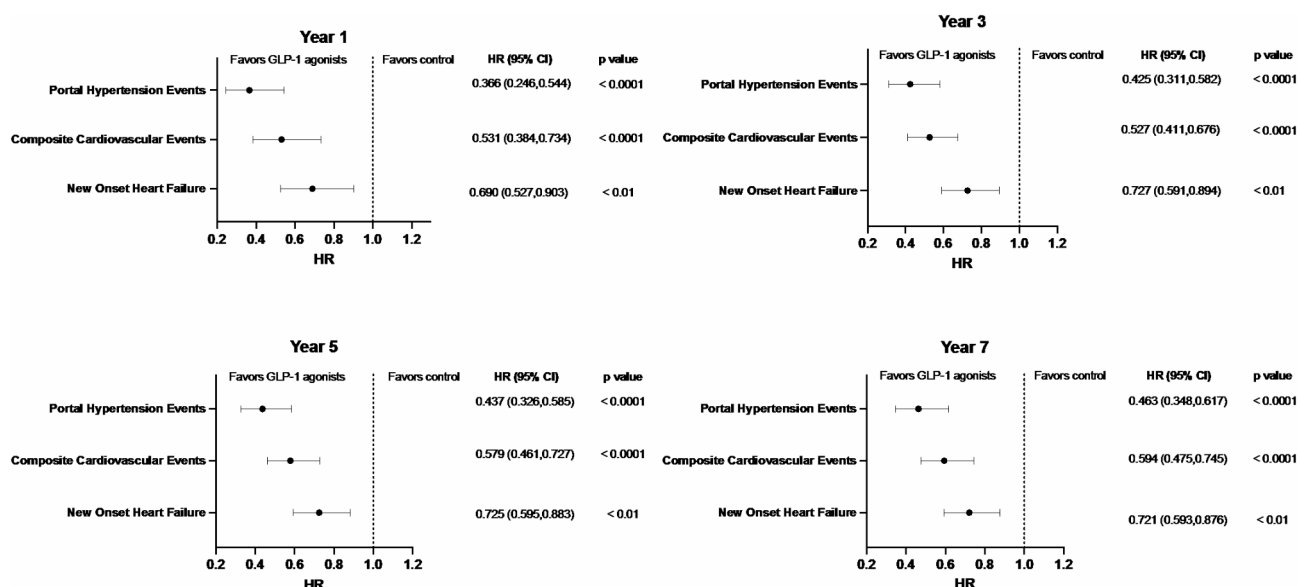 Year 1
Favors GLP-1 agonists Favors control HR (95% CI) p value
Portal Hypertension Events 0.366 (0.246,0.544) < 0.0001
Composite Cardiovascular Events 0.531 (0.384,0.734) < 0.0001
New Onset Heart Failure 0.690 (0.527,0.903) < 0.01
0.2 0.4 0.6 0.8 1.0 1.2
HR
Year 3
Favors GLP-1 agonists Favors control HR (95% CI) p value
Portal Hypertension Events 0.425 (0.311,0.582) < 0.0001
Composite Cardiovascular Events 0.527 (0.411,0.676) < 0.0001
New Onset Heart Failure 0.727 (0.591,0.894) < 0.01
0.2 0.4 0.6 0.8 1.0 1.2
HR
Year 5
Favors GLP-1 agonists Favors control HR (95% CI) p value
Portal Hypertension Events 0.437 (0.326,0.585) < 0.0001
Composite Cardiovascular Events 0.579 (0.461,0.727) < 0.0001
New Onset Heart Failure 0.725 (0.595,0.883) < 0.01
0.2 0.4 0.6 0.8 1.0 1.2
HR
Year 7
Favors GLP-1 agonists Favors control HR (95% CI) p value
Portal Hypertension Events 0.463 (0.348,0.617) < 0.0001
Composite Cardiovascular Events 0.594 (0.475,0.745) < 0.0001
New Onset Heart Failure 0.721 (0.593,0.876) < 0.01
0.2 0.4 0.6 0.8 1.0 1.2
HR